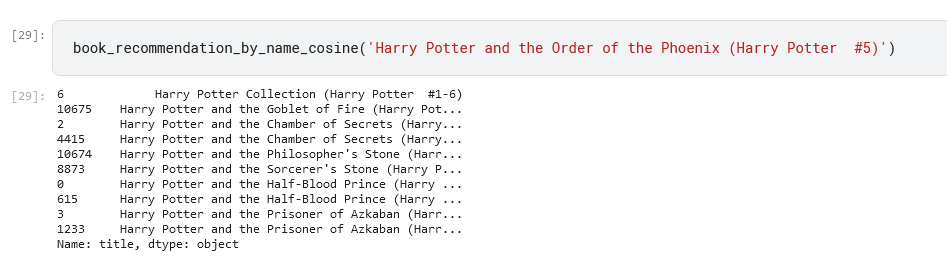 [29]: book_recommendation_by_name_cosine('Harry Potter and the Order of the Phoenix (Harry Potter  #5)')
[29]: 6             Harry Potter Collection (Harry Potter  #1-6)
10675    Harry Potter and the Goblet of Fire (Harry Pot...
2        Harry Potter and the Chamber of Secrets (Harry...
4415     Harry Potter and the Chamber of Secrets (Harry...
10674    Harry Potter and the Philosopher's Stone (Harr...
8873     Harry Potter and the Sorcerer's Stone (Harry P...
0        Harry Potter and the Half-Blood Prince (Harry ...
615      Harry Potter and the Half-Blood Prince (Harry ...
3        Harry Potter and the Prisoner of Azkaban (Harr...
1233     Harry Potter and the Prisoner of Azkaban (Harr...
Name: title, dtype: object